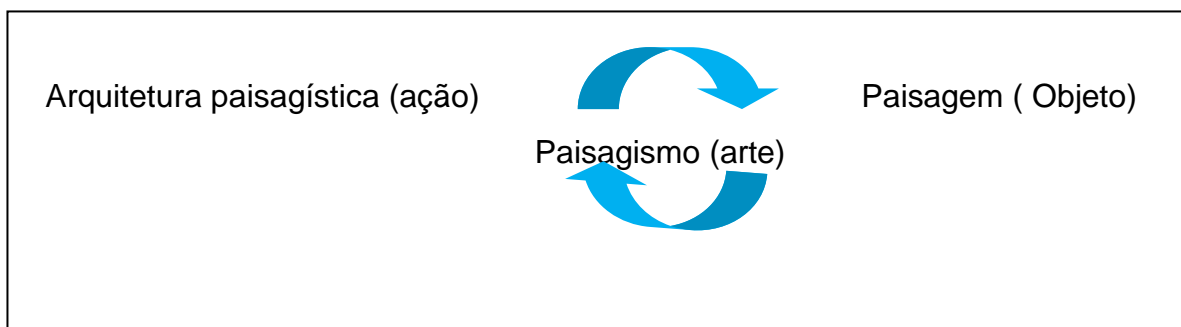 Arquitetura paisagística (ação)
Paisagem ( Objeto)
Paisagismo (arte)